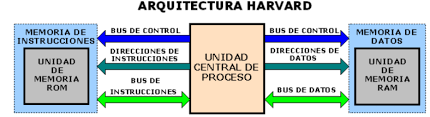 ARQUITECTURA HARVARD
MEMORIA DE
INSTRUCCIONES
UNIDAD
DE
MEMORIA
ROM
BUS DE CONTROL
DIRECCIONES DE
INSTRUCCIONES
BUS DE
INSTRUCCIONES
UNIDAD
CENTRAL DE
PROCESO
BUS DE CONTROL
DIRECCIONES DE
DATOS
BUS DE DATOS
MEMORIA DE
DATOS
UNIDAD
DE
MEMORIA
RAM